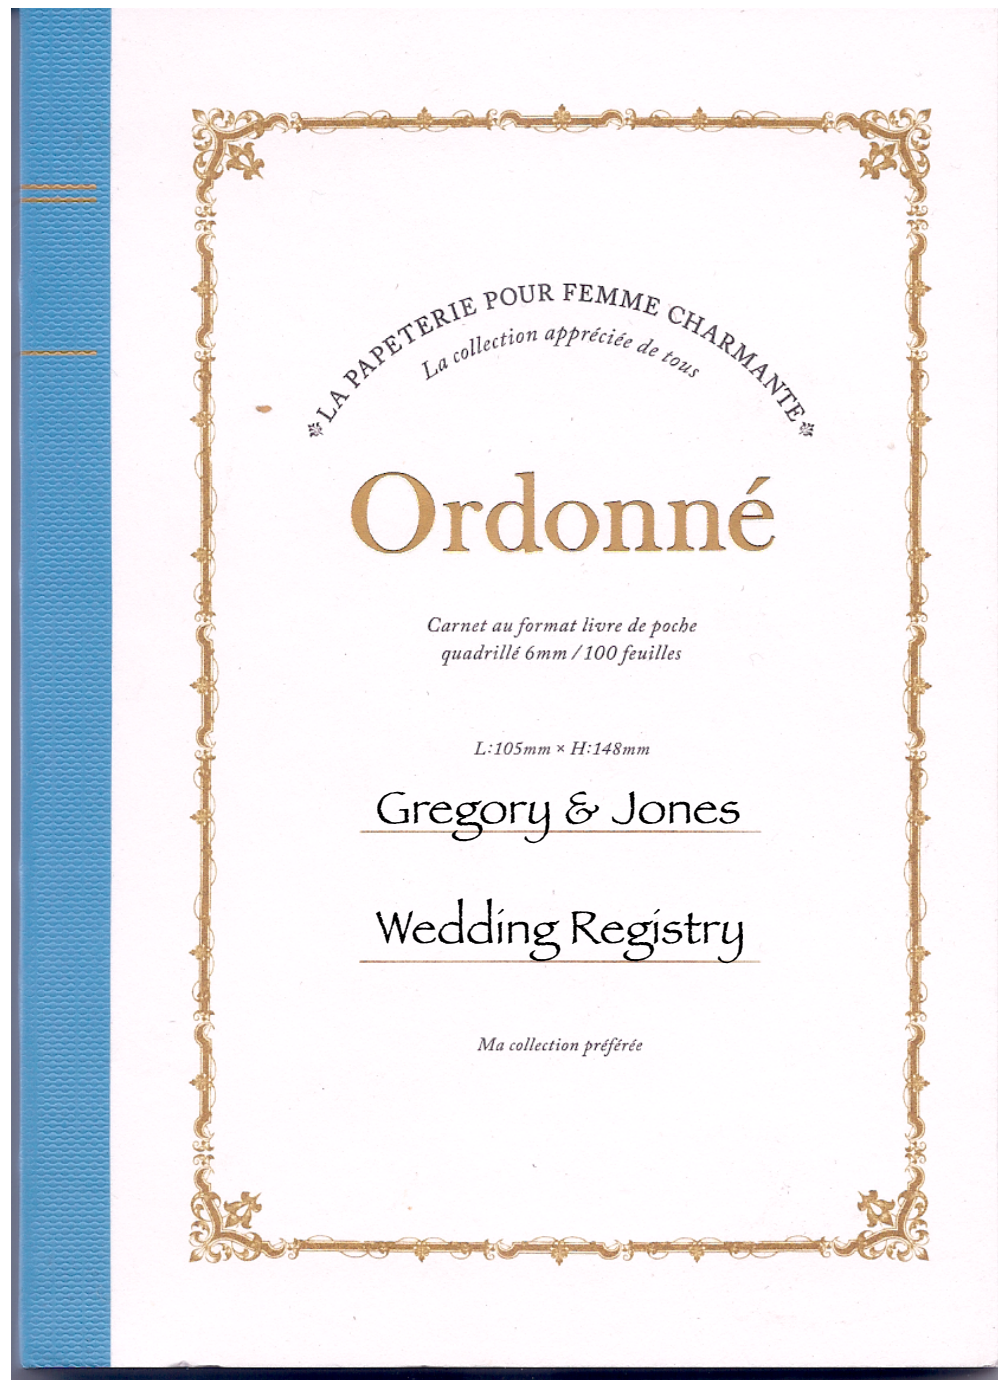 LA PAPETERIE POUR FEMME CHARMANTE
La collection appréciée de tous
Ordonné
Carnet au format livre de poche
quadrillé 6mm / 100 feuilles
L:105mm × H:148mm
Gregory & Jones
Wedding Registry
Ma collection préférée